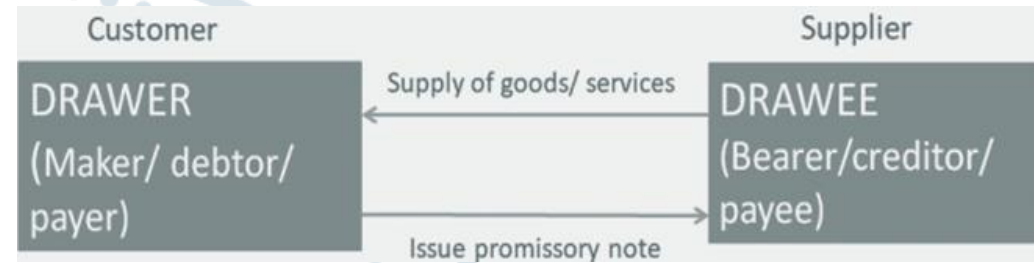 Customer
Supplier
DRAWER
(Maker/ debtor/
payer)
Supply of goods/ services
Issue promissory note
DRAWEE
(Bearer/creditor/
payee)